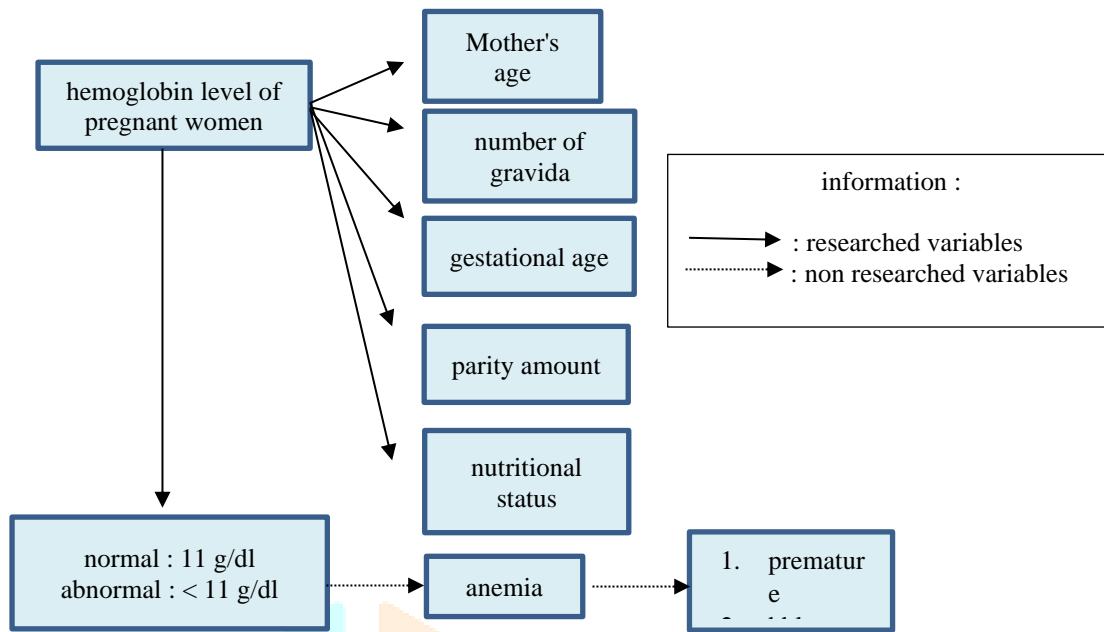 Mother's
age
hemoglobin level of
pregnant women
number of
gravida
information :
: researched variables
: non researched variables
gestational age
parity amount
nutritional
status
normal : 11 g/dl
abnormal : < 11 g/dl
anemia
1. prematur
e